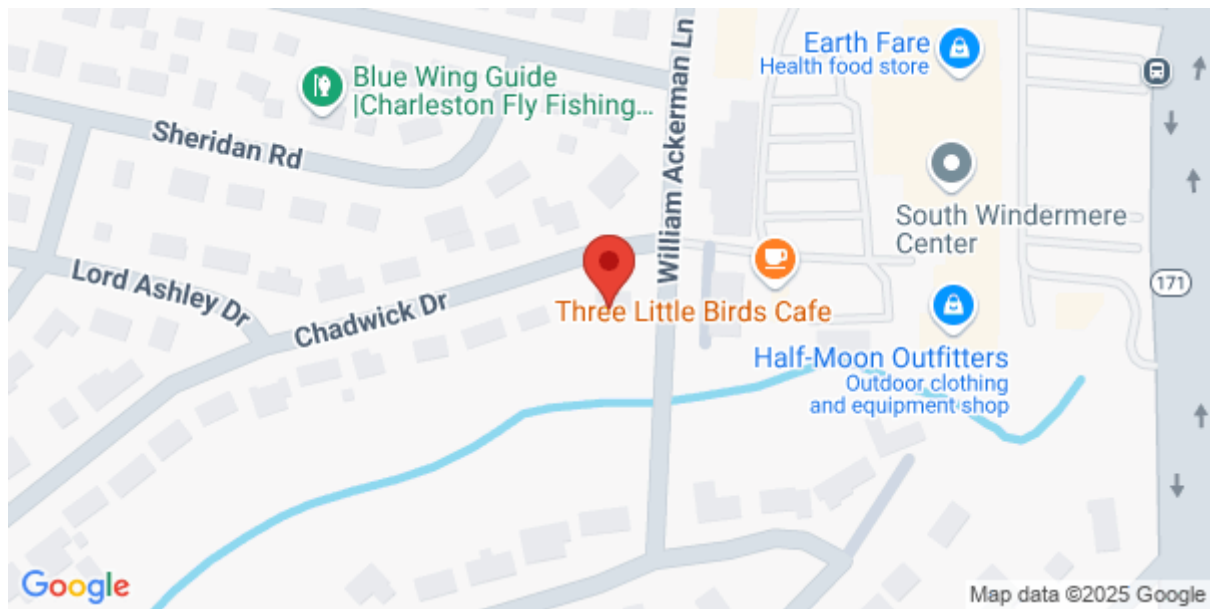 Earth Fare
Health food store
Blue Wing Guide
|Charleston Fly Fishing...
Sheridan Rd
William Ackerman Ln
South Windermere
Center
Lord Ashley Dr
Chadwick Dr
171
Three Little Birds Cafe
Half-Moon Outfitters
Outdoor clothing
and equipment shop
Google
Map data ©2025 Google